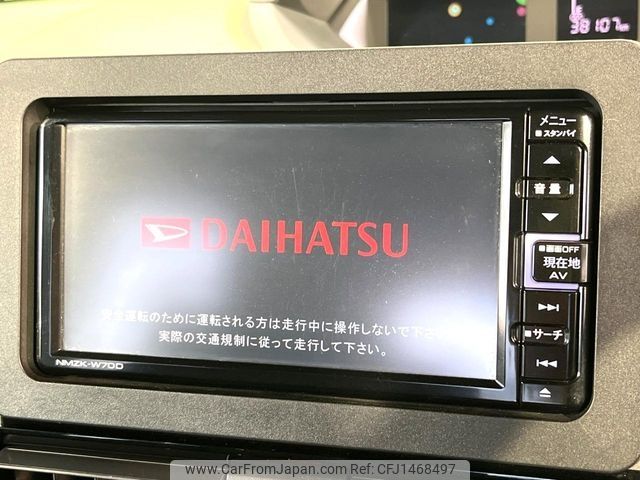 38107km
メニュー
■スタンバイ
音量
■画面OFF
現在地
AV
■サーチ
DAIHATSU
安全運転のために運転される方は走行中に操作しないで下さ
実際の交通規制に従って走行して下さい。
NMZK-W70D
www.CarFromJapan.com - CFJ1468497